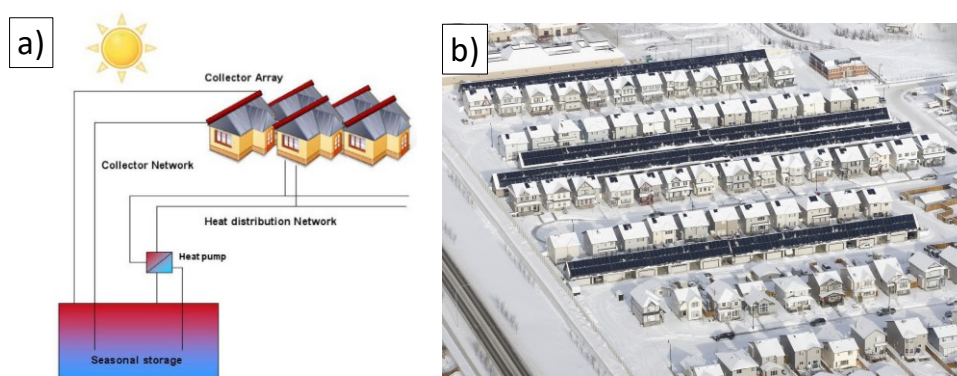 a)
Collector Array
Collector Network
Heat distribution Network
Heat pump
Seasonal storage
b)